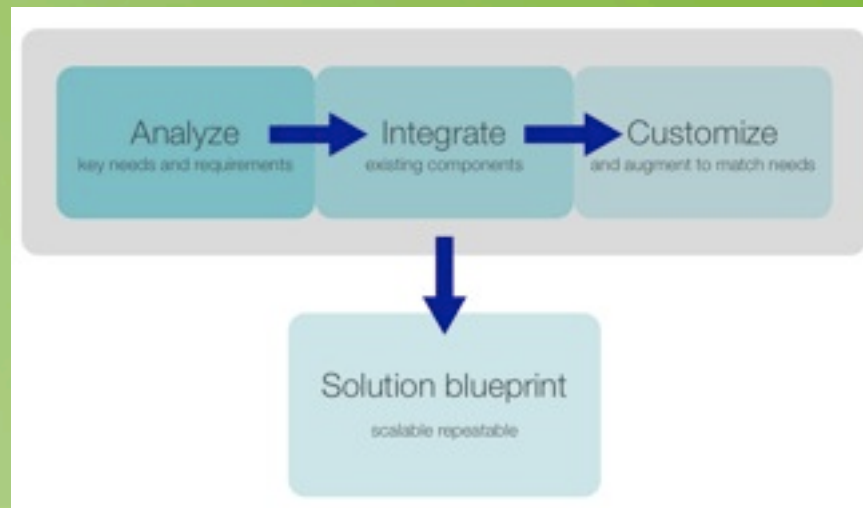 Analyze
key needs and requirements
Integrate
existing components
Customize
and augment to match needs
Solution blueprint
scalable repeatable